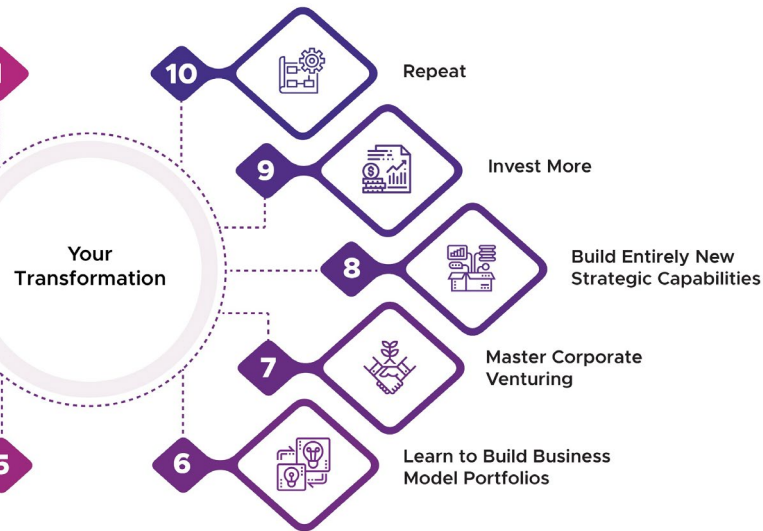 10
Repeat
9
Invest More
Your
Transformation
8
Build Entirely New
Strategic Capabilities
7
Master Corporate
Venturing
5
6
Learn to Build Business
Model Portfolios